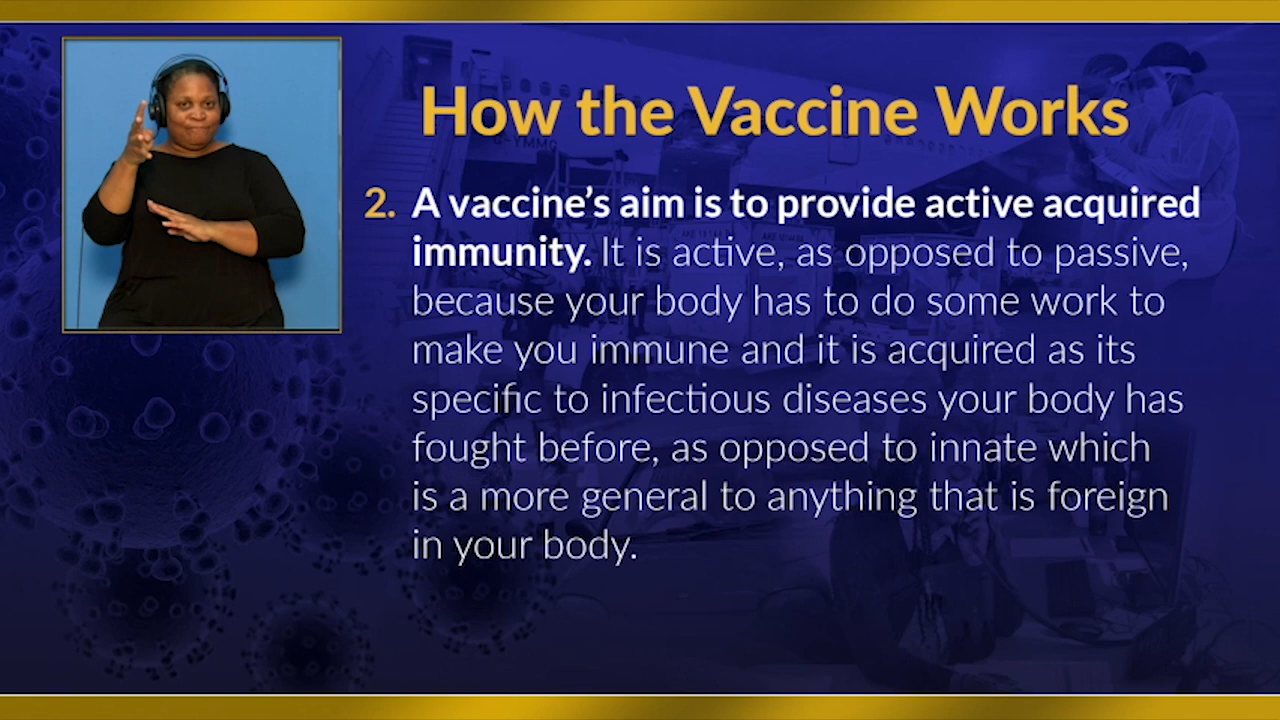 How the Vaccine Works
2. A vaccine’s aim is to provide active acquired
immunity. It is active, as opposed to passive,
because your body has to do some work to
make you immune and it is acquired as its
specific to infectious diseases your body has
fought before, as opposed to innate which
is a more general to anything that is foreign
in your body.